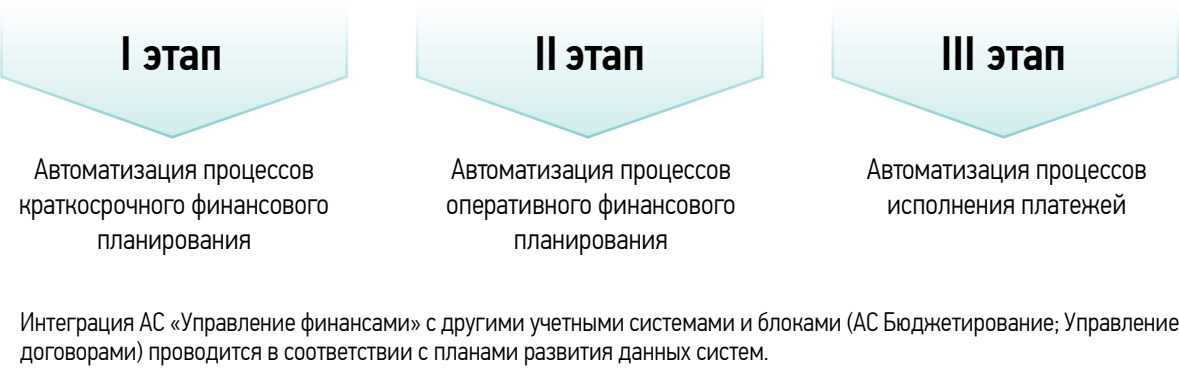 I этап
Автоматизация процессов
краткосрочного финансового
планирования
II этап
Автоматизация процессов
оперативного финансового
планирования
III этап
Автоматизация процессов
исполнения платежей
Интеграция АС «Управление финансами» с другими учетными системами и блоками (АС Бюджетирование; Управление
договорами) проводится в соответствии с планами развития данных систем.